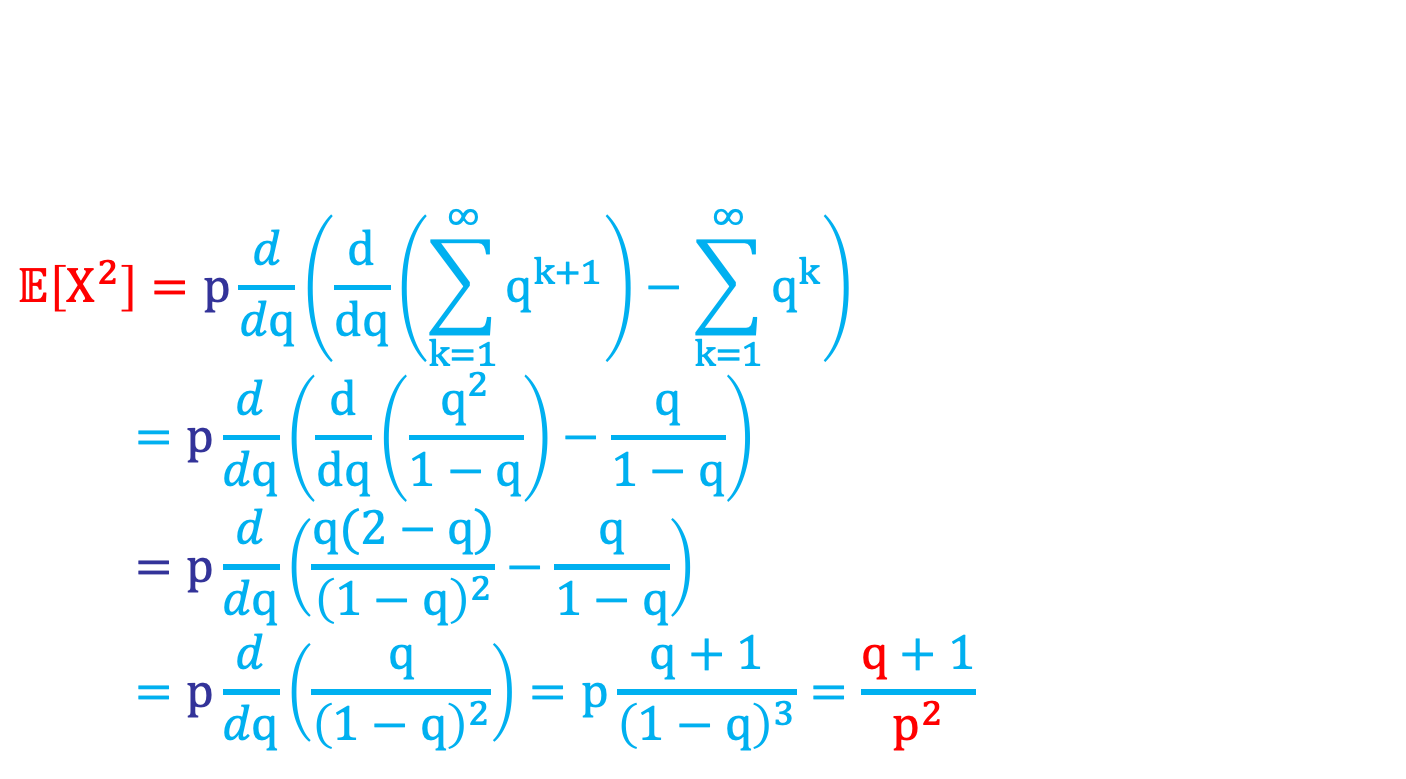 𝔼[X²] = p d/dq ( d/dq ( ∑_{k=1}^{∞} q^{k+1} ) − ∑_{k=1}^{∞} q^k )
= p d/dq ( d/dq ( q²/(1 − q) ) − q/(1 − q) )
= p d/dq ( q(2 − q)/(1 − q)² − q/(1 − q) )
= p d/dq ( q/(1 − q)² ) = p (q + 1)/(1 − q)³ = (q + 1)/p²